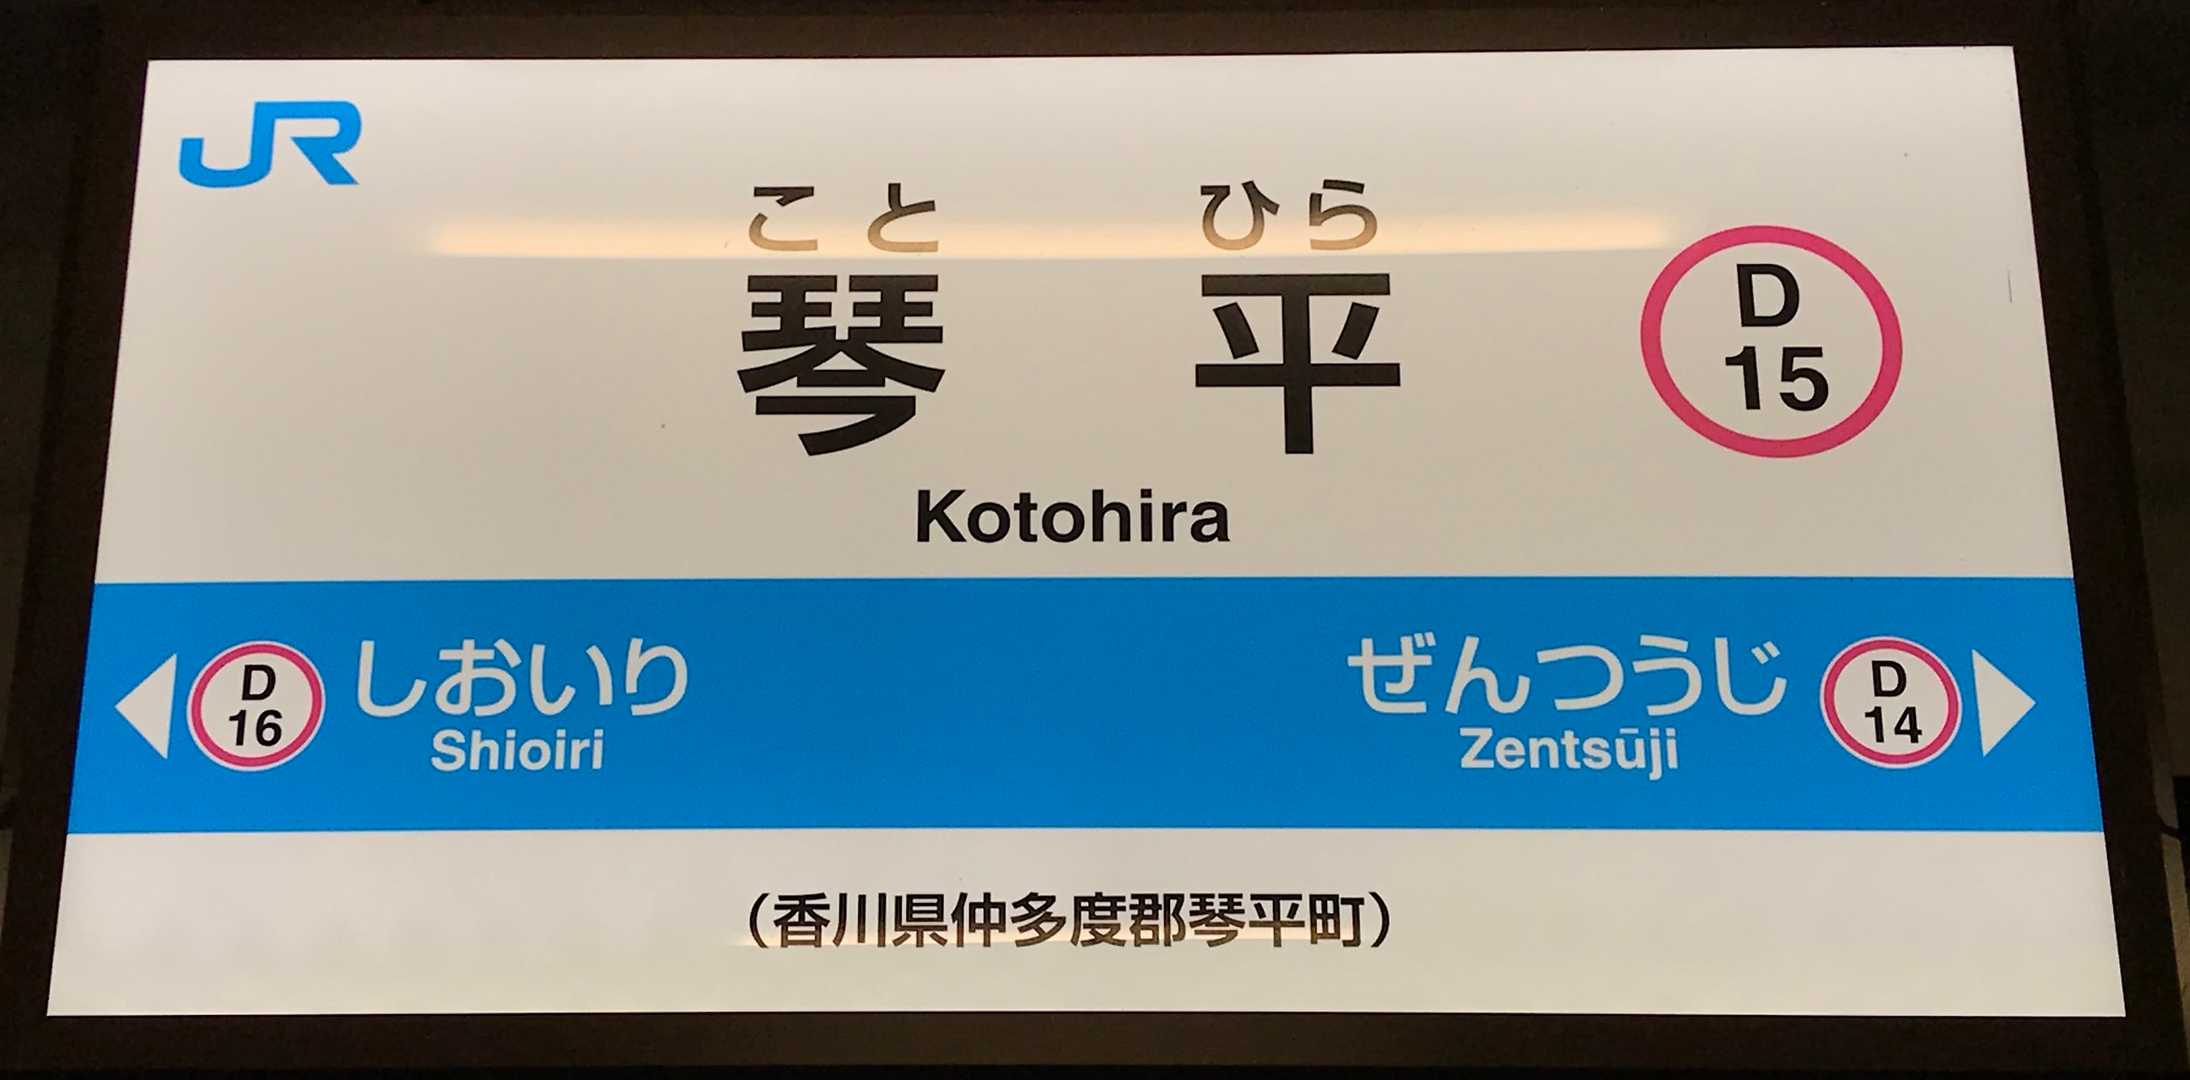 JR
こと ひら
琴平
D
15
Kotohira
D
16
しおいり
Shioiri
ぜんつうじ
Zentsūji
D
14
（香川県仲多度郡琴平町）